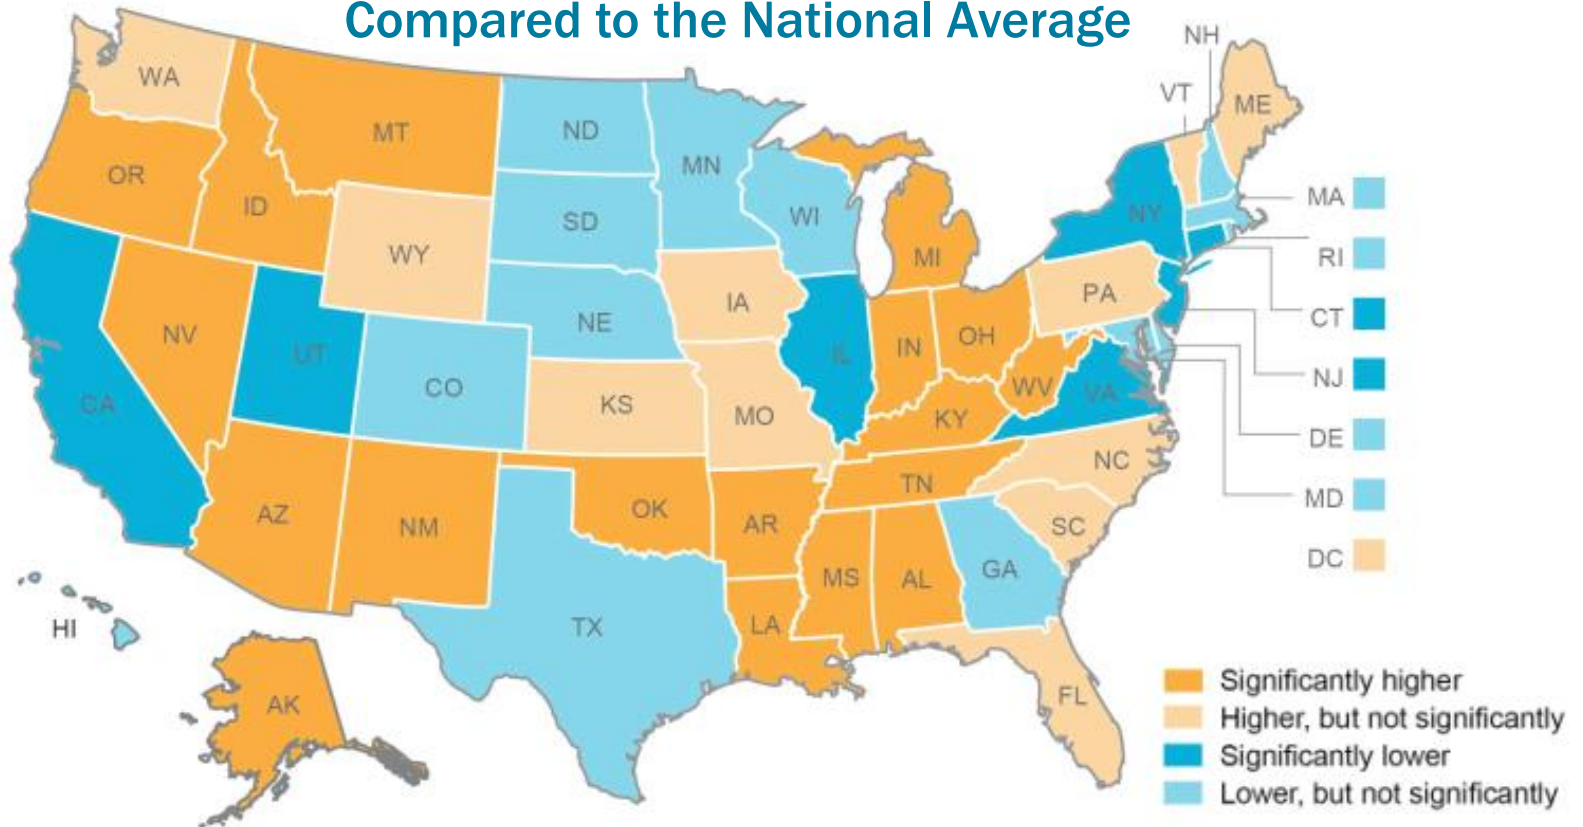 Compared to the National Average
NH
VT
WA
ME
MT
ND
OR
MN
ID
SD
WI
NY
MA
WY
MI
RI
IA
PA
NE
CT
NV
UT
CO
IL
IN
OH
WV
NJ
CA
KS
MO
KY
VA
DE
NC
TN
MD
AZ
NM
OK
AR
SC
DC
MS
AL
GA
HI
TX
LA
AK
FL
Significantly higher
Higher, but not significantly
Significantly lower
Lower, but not significantly